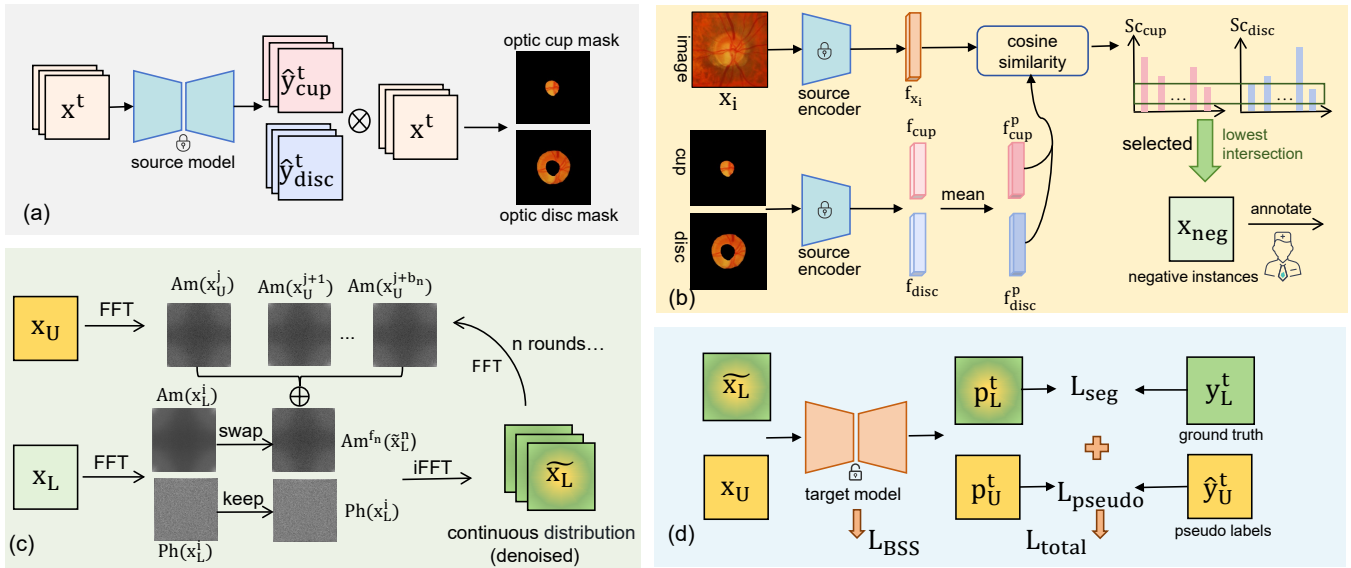 optic cup mask
x^t
ŷ^t_cup
ŷ^t_disc
⊗
x^t
source model
optic disc mask
(a)
image
x_i
source
encoder
f_{x_i}
cosine
similarity
Sc_cup
Sc_disc
...
...
selected
lowest
intersection
cup
disc
source
encoder
f_cup
f_disc
mean
f^p_cup
f^p_disc
x_neg
negative instances
annotate
(b)
Am(x^j_U)
Am(x^{j+1}_U)
Am(x^{j+b_n}_U)
x_U
FFT
...
n rounds...
FFT
⊕
Am(x^i_L)
swap
Am^{f_n}(x̃^n_L)
x_L
FFT
keep
iFFT
Ph(x^i_L)
Ph(x^i_L)
x̃_L
continuous distribution
(denoised)
(c)
x̃_L
x_U
target model
L_BSS
p^t_L
L_seg
y^t_L
ground truth
p^t_U
L_pseudo
ŷ^t_U
pseudo labels
L_total
(d)